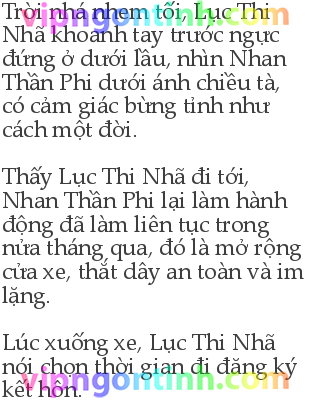 Trời nhá nhem tối, Lục Thi
Nhã khoanh tay trước ngực
đứng ở dưới lầu, nhìn Nhan
Thần Phi dưới ánh chiều tà,
có cảm giác bừng tỉnh như
cách một đời.
Thấy Lục Thi Nhã đi tới,
Nhan Thần Phi lại làm hành
động đã làm liên tục trong
nửa tháng qua, đó là mở rộng
cửa xe, thắt dây an toàn và im
lặng.
Lúc xuống xe, Lục Thi Nhã
nói chọn thời gian đi đăng ký
kết hôn.
vipngontinh.com
vipngontinh.com